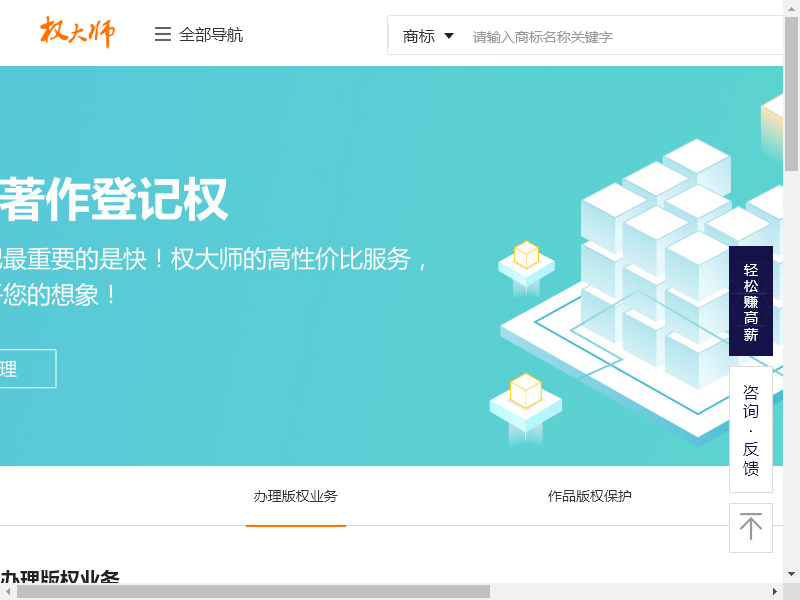 权大师
全部导航
商标
请输入商标名称关键字
著作登记权
最重要的是快！权大师的高性价比服务，
您的想象！
理
轻松赚高薪
咨询·反馈
办理版权业务
作品版权保护
办理版权业务